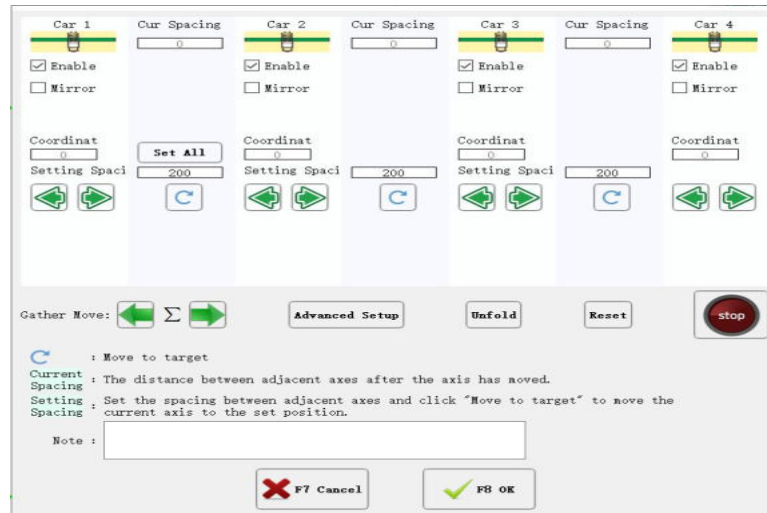 Car 1 Cur Spacing Car 2 Cur Spacing Car 3 Cur Spacing Car 4
0 0 0
Enable Enable Enable Enable
Mirror Mirror Mirror Mirror
Coordinat Coordinat Coordinat Coordinat
0 Set All 0 0 0
Setting Spaci 200 Setting Spaci 200 Setting Spaci 200
Gather Move: Σ Advanced Setup Unfold Reset stop
: Move to target
Current Spacing : The distance between adjacent axes after the axis has moved.
Setting Spacing : Set the spacing between adjacent axes and click "Move to target" to move the
current axis to the set position.
Note :
F7 Cancel F8 OK